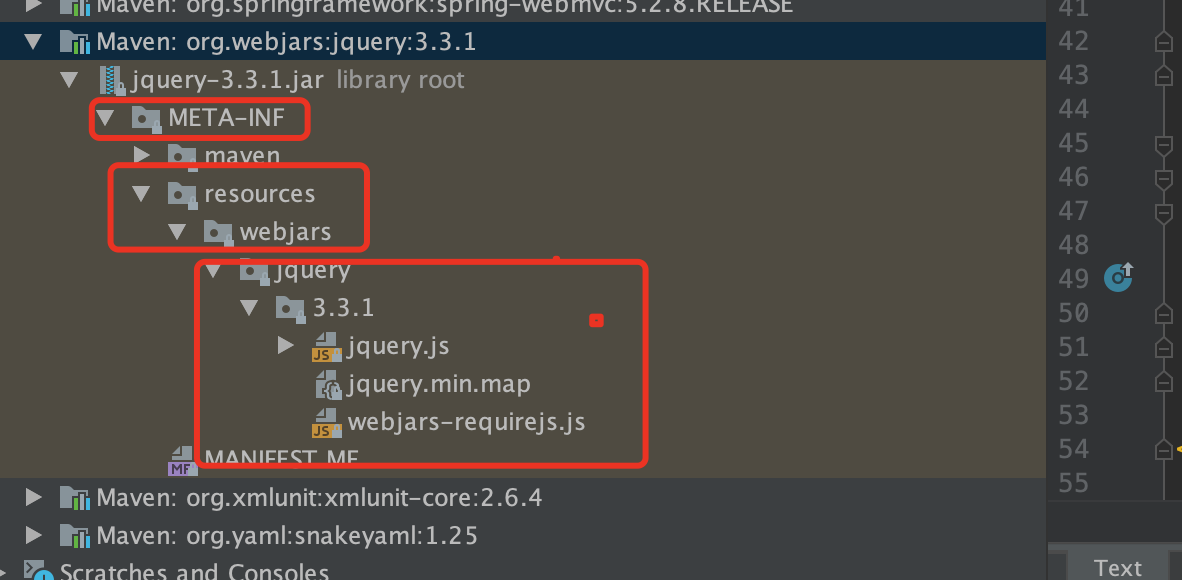 Maven: org.springframework:spring-webmvc:5.2.8.RELEASE
Maven: org.webjars:jquery:3.3.1
jquery-3.3.1.jar library root
META-INF
maven
resources
webjars
jquery
3.3.1
JS jquery.js
jquery.min.map
JS webjars-requirejs.js
MF MANIFEST.MF
Maven: org.xmlunit:xmlunit-core:2.6.4
Maven: org.yaml:snakeyaml:1.25
Scratches and Consoles
41
42
43
44
45
46
47
48
49
50
51
52
53
54
55
Text